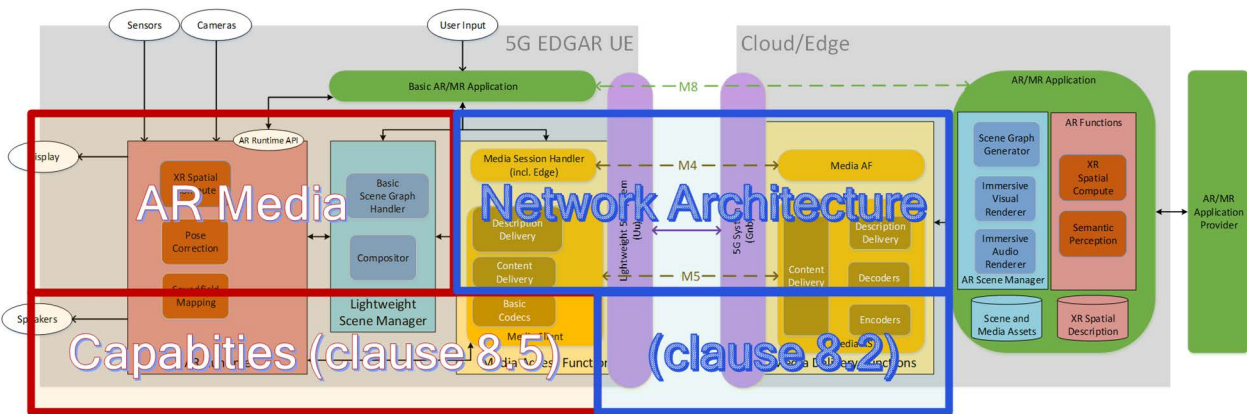 Sensors
Cameras
User Input
5G EDGAR UE
Cloud/Edge
Basic AR/MR Application
M8
AR/MR Application
AR Runtime API
Display
XR Spatial
AR Media
Pose
Correction
Mapping
Speakers
Basic
Scene Graph
Handler
Compositor
Lightweight
Scene Manager
Media Session Handler
(incl. Edge)
M4
Media AF
Network Architecture
Description
Delivery
Content
Delivery
Basic
Codecs
Lightweight
M5
5G
Content
Delivery
Description
Delivery
Decoders
Encoders
Capabities (clause 8.5)
(clause 8.2)
Scene Graph
Generator
Immersive
Visual
Renderer
Immersive
Audio
Renderer
AR Scene Manager
AR Functions
XR
Spatial
Compute
Semantic
Perception
Scene and
Media Assets
XR Spatial
Description
AR/MR
Application
Provider